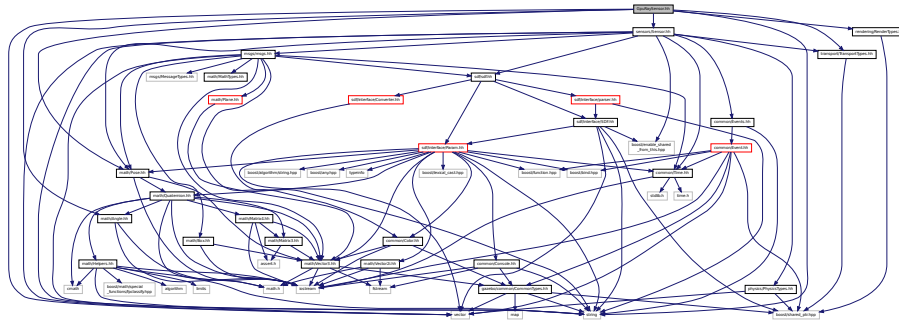 GpuRaySensor.hh
sensors/Sensor.hh
rendering/RenderTypes.hh
msgs/msgs.hh
transport/TransportTypes.hh
msgs/MessageTypes.hh
math/MathTypes.hh
sdf/sdf.hh
math/Plane.hh
sdf/interface/Converter.hh
sdf/interface/parser.hh
sdf/interface/SDF.hh
common/Events.hh
sdf/interface/Param.hh
boost/enable_shared
_from_this.hpp
common/Event.hh
math/Pose.hh
boost/algorithm/string.hpp
boost/any.hpp
typeinfo
boost/lexical_cast.hpp
boost/function.hpp
boost/bind.hpp
common/Time.hh
math/Quaternion.hh
stdlib.h
time.h
math/Angle.hh
math/Matrix4.hh
math/Box.hh
math/Matrix3.hh
common/Color.hh
math/Helpers.hh
assert.h
math/Vector3.hh
math/Vector2i.hh
common/Console.hh
cmath
boost/math/special
_functions/fpclassify.hpp
algorithm
limits
math.h
iostream
fstream
gazebo/common/CommonTypes.hh
physics/PhysicsTypes.hh
vector
map
string
boost/shared_ptr.hpp